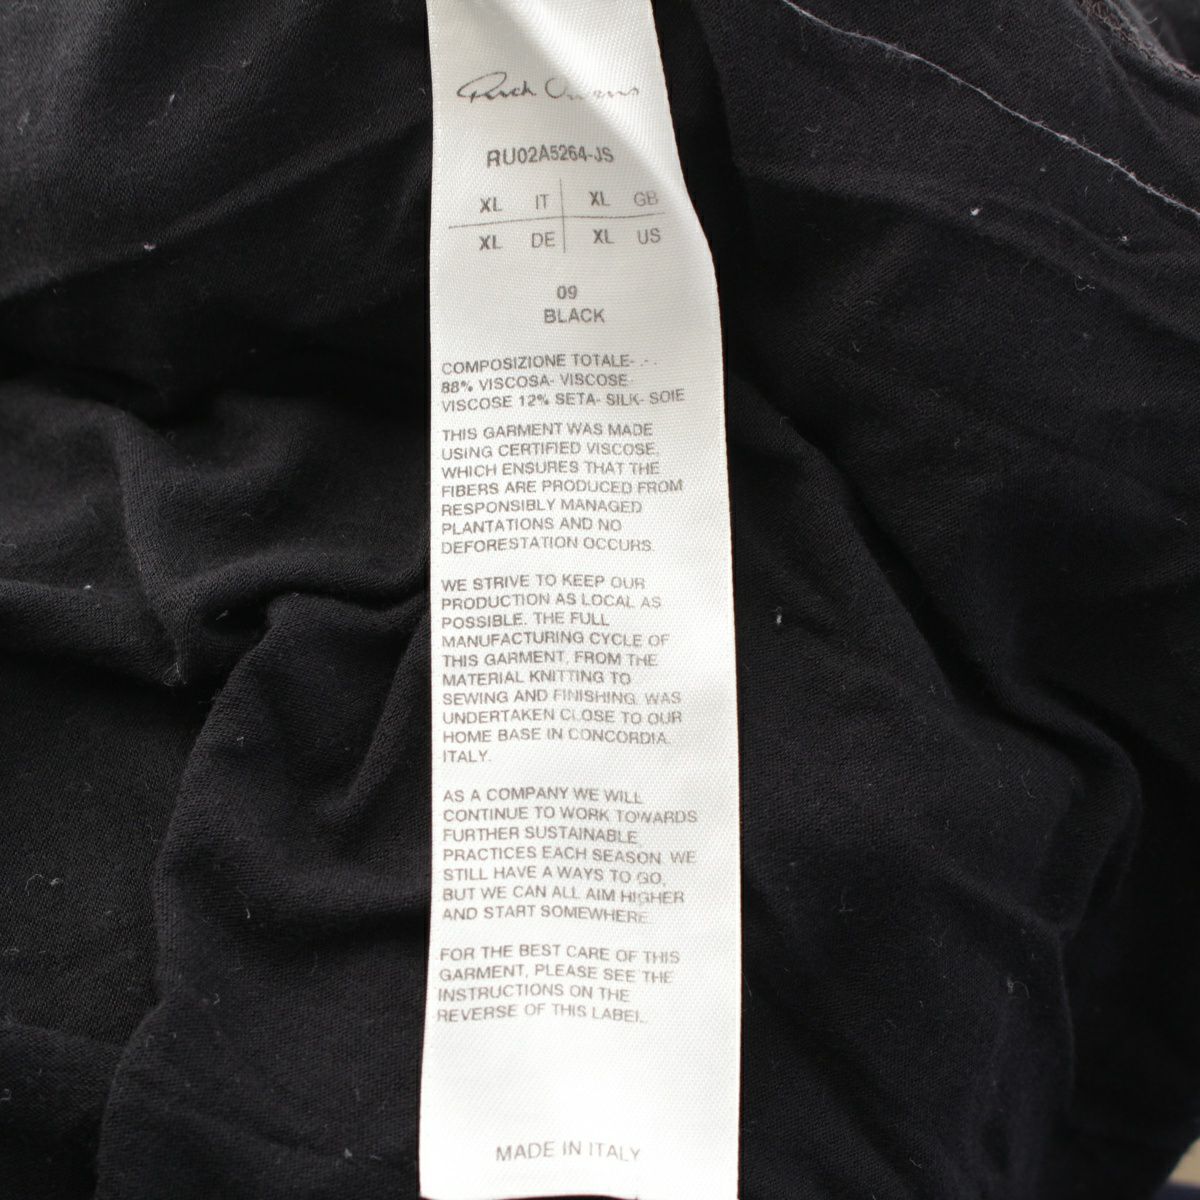 Rick Owens
RU02A5264-JS
XL IT XL GB
XL DE XL US
09
BLACK
COMPOSIZIONE TOTALE- - -
88% VISCOSA- VISCOSE-
VISCOSE 12% SETA- SILK- SOIE
THIS GARMENT WAS MADE
USING CERTIFIED VISCOSE,
WHICH ENSURES THAT THE
FIBERS ARE PRODUCED FROM
RESPONSIBLY MANAGED
PLANTATIONS AND NO
DEFORESTATION OCCURS.
WE STRIVE TO KEEP OUR
PRODUCTION AS LOCAL AS
POSSIBLE. THE FULL
MANUFACTURING CYCLE OF
THIS GARMENT, FROM THE
MATERIAL KNITTING TO
SEWING AND FINISHING, WAS
UNDERTAKEN CLOSE TO OUR
HOME BASE IN CONCORDIA,
ITALY.
AS A COMPANY WE WILL
CONTINUE TO WORK TOWARDS
FURTHER SUSTAINABLE
PRACTICES EACH SEASON. WE
STILL HAVE A WAYS TO GO,
BUT WE CAN ALL AIM HIGHER
AND START SOMEWHERE.
FOR THE BEST CARE OF THIS
GARMENT, PLEASE SEE THE
INSTRUCTIONS ON THE
REVERSE OF THIS LABEL.
MADE IN ITALY